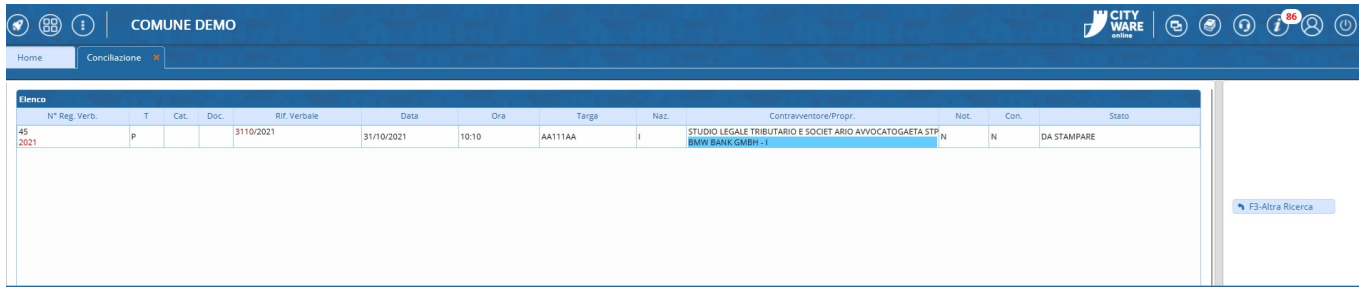 COMUNE DEMO
CITY
WARE
online
86
Home
Conciliazione ×
Elenco
N° Reg. Verb. T Cat. Doc. Rif. Verbale Data Ora Targa Naz. Contravventore/Propr. Not. Con. Stato
45
2021
P 3110/2021 31/10/2021 10:10 AA111AA I STUDIO LEGALE TRIBUTARIO E SOCIET ARIO AVVOCATOGAETA STP N N DA STAMPARE
BMW BANK GMBH - I
F3-Altra Ricerca